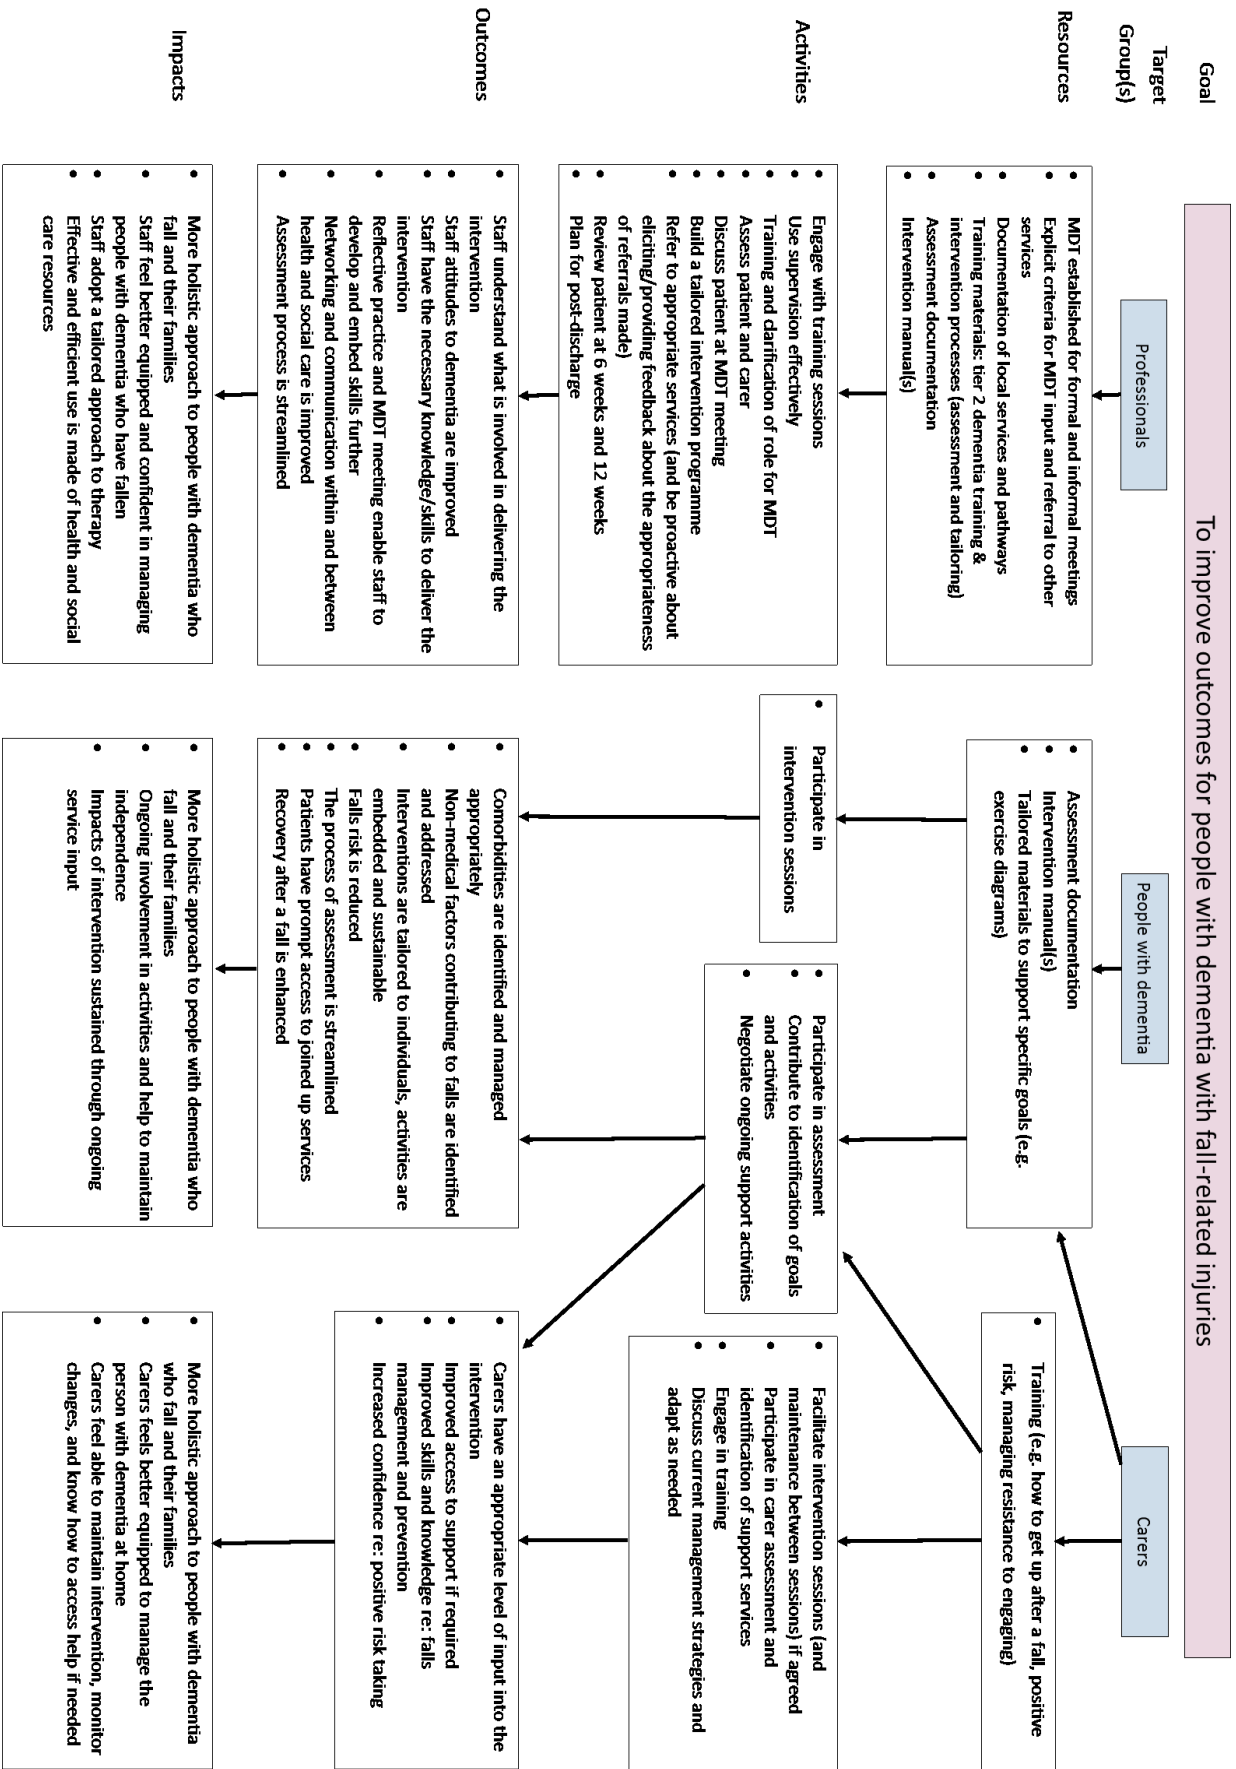 Goal
To improve outcomes for people with dementia with fall-related injuries
Target
Group(s)
Professionals
People with dementia
Carers
Resources
• MDT established for formal and informal meetings
• Explicit criteria for MDT input and referral to other
services
• Documentation of local services and pathways
• Training materials: tier 2 dementia training &
intervention processes (assessment and tailoring)
• Assessment documentation
• Intervention manual(s)
• Assessment documentation
• Intervention manual(s)
• Tailored materials to support specific goals (e.g.
exercise diagrams)
• Training (e.g. how to get up after a fall, positive
risk, managing resistance to engaging)
Activities
• Engage with training sessions
• Use supervision effectively
• Training and clarification of role for MDT
• Assess patient and carer
• Discuss patient at MDT meeting
• Build a tailored intervention programme
• Refer to appropriate services (and be proactive about
eliciting/providing feedback about the appropriateness
of referrals made)
• Review patient at 6 weeks and 12 weeks
• Plan for post-discharge
• Participate in
intervention sessions
• Participate in assessment
• Contribute to identification of goals
and activities
• Negotiate ongoing support activities
• Facilitate intervention sessions (and
maintenance between sessions) if agreed
• Participate in carer assessment and
identification of support services
• Engage in training
• Discuss current management strategies and
adapt as needed
Outcomes
• Staff understand what is involved in delivering the
intervention
• Staff attitudes to dementia are improved
• Staff have the necessary knowledge/skills to deliver the
intervention
• Reflective practice and MDT meeting enable staff to
develop and embed skills further
• Networking and communication within and between
health and social care is improved
• Assessment process is streamlined
• Comorbidities are identified and managed
appropriately
• Non-medical factors contributing to falls are identified
and addressed
• Interventions are tailored to individuals, activities are
embedded and sustainable
• Falls risk is reduced
• The process of assessment is streamlined
• Patients have prompt access to joined up services
• Recovery after a fall is enhanced
• Carers have an appropriate level of input into the
intervention
• Improved access to support if required
• Improved skills and knowledge re: falls
management and prevention
• Increased confidence re: positive risk taking
Impacts
• More holistic approach to people with dementia who
fall and their families
• Staff feel better equipped and confident in managing
people with dementia who have fallen
• Staff adopt a tailored approach to therapy
• Effective and efficient use is made of health and social
care resources
• More holistic approach to people with dementia who
fall and their families
• Ongoing involvement in activities and help to maintain
independence
• Impacts of intervention sustained through ongoing
service input
• More holistic approach to people with dementia
who fall and their families
• Carers feels better equipped to manage the
person with dementia at home
• Carers feel able to maintain intervention, monitor
changes, and know how to access help if needed